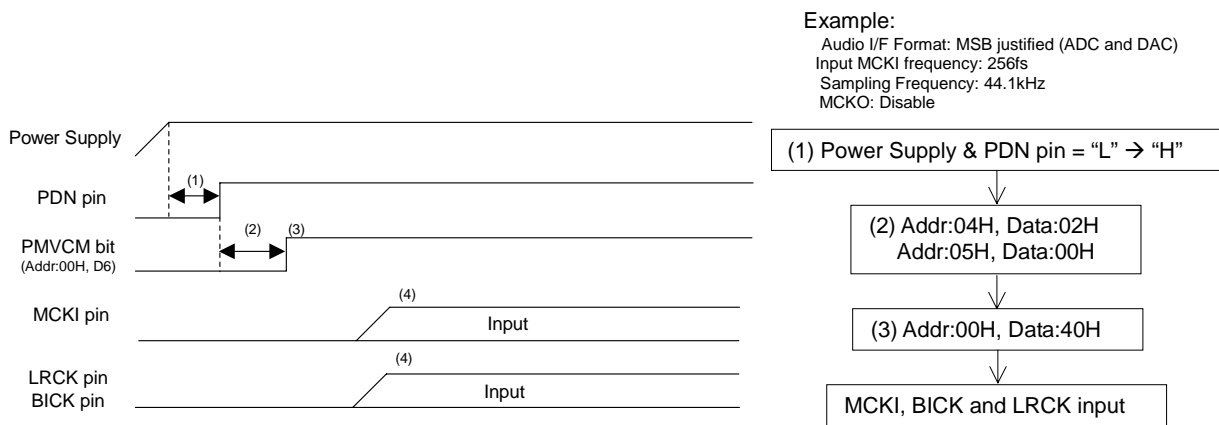 Example:
Audio I/F Format: MSB justified (ADC and DAC)
Input MCKI frequency: 256fs
Sampling Frequency: 44.1kHz
MCKO: Disable
Power Supply
(1)
PDN pin
(2)
(3)
PMVCM bit
(Addr:00H, D6)
(4)
MCKI pin
Input
(4)
LRCK pin
BICK pin
Input
(1) Power Supply & PDN pin = “L” → “H”
(2) Addr:04H, Data:02H
Addr:05H, Data:00H
(3) Addr:00H, Data:40H
MCKI, BICK and LRCK input